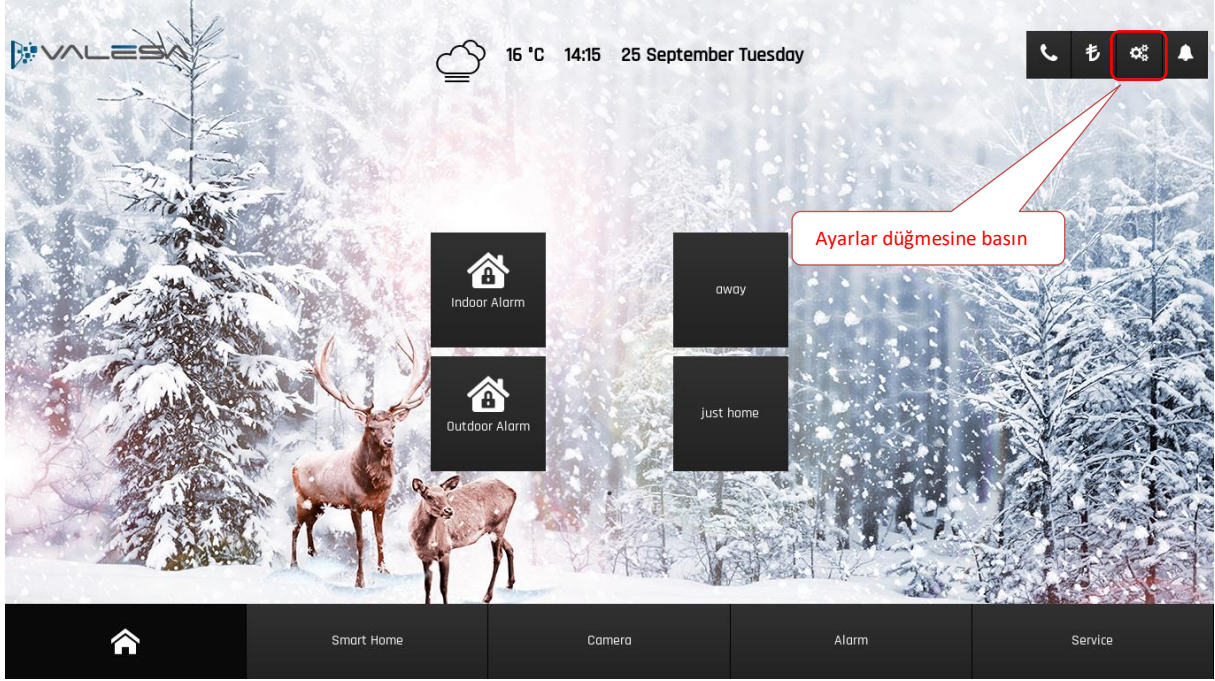 VALESA
16 °C 14:15 25 September Tuesday
Ayarlar düğmesine basın
Indoor Alarm
away
Outdoor Alarm
just home
Smart Home
Camera
Alarm
Service